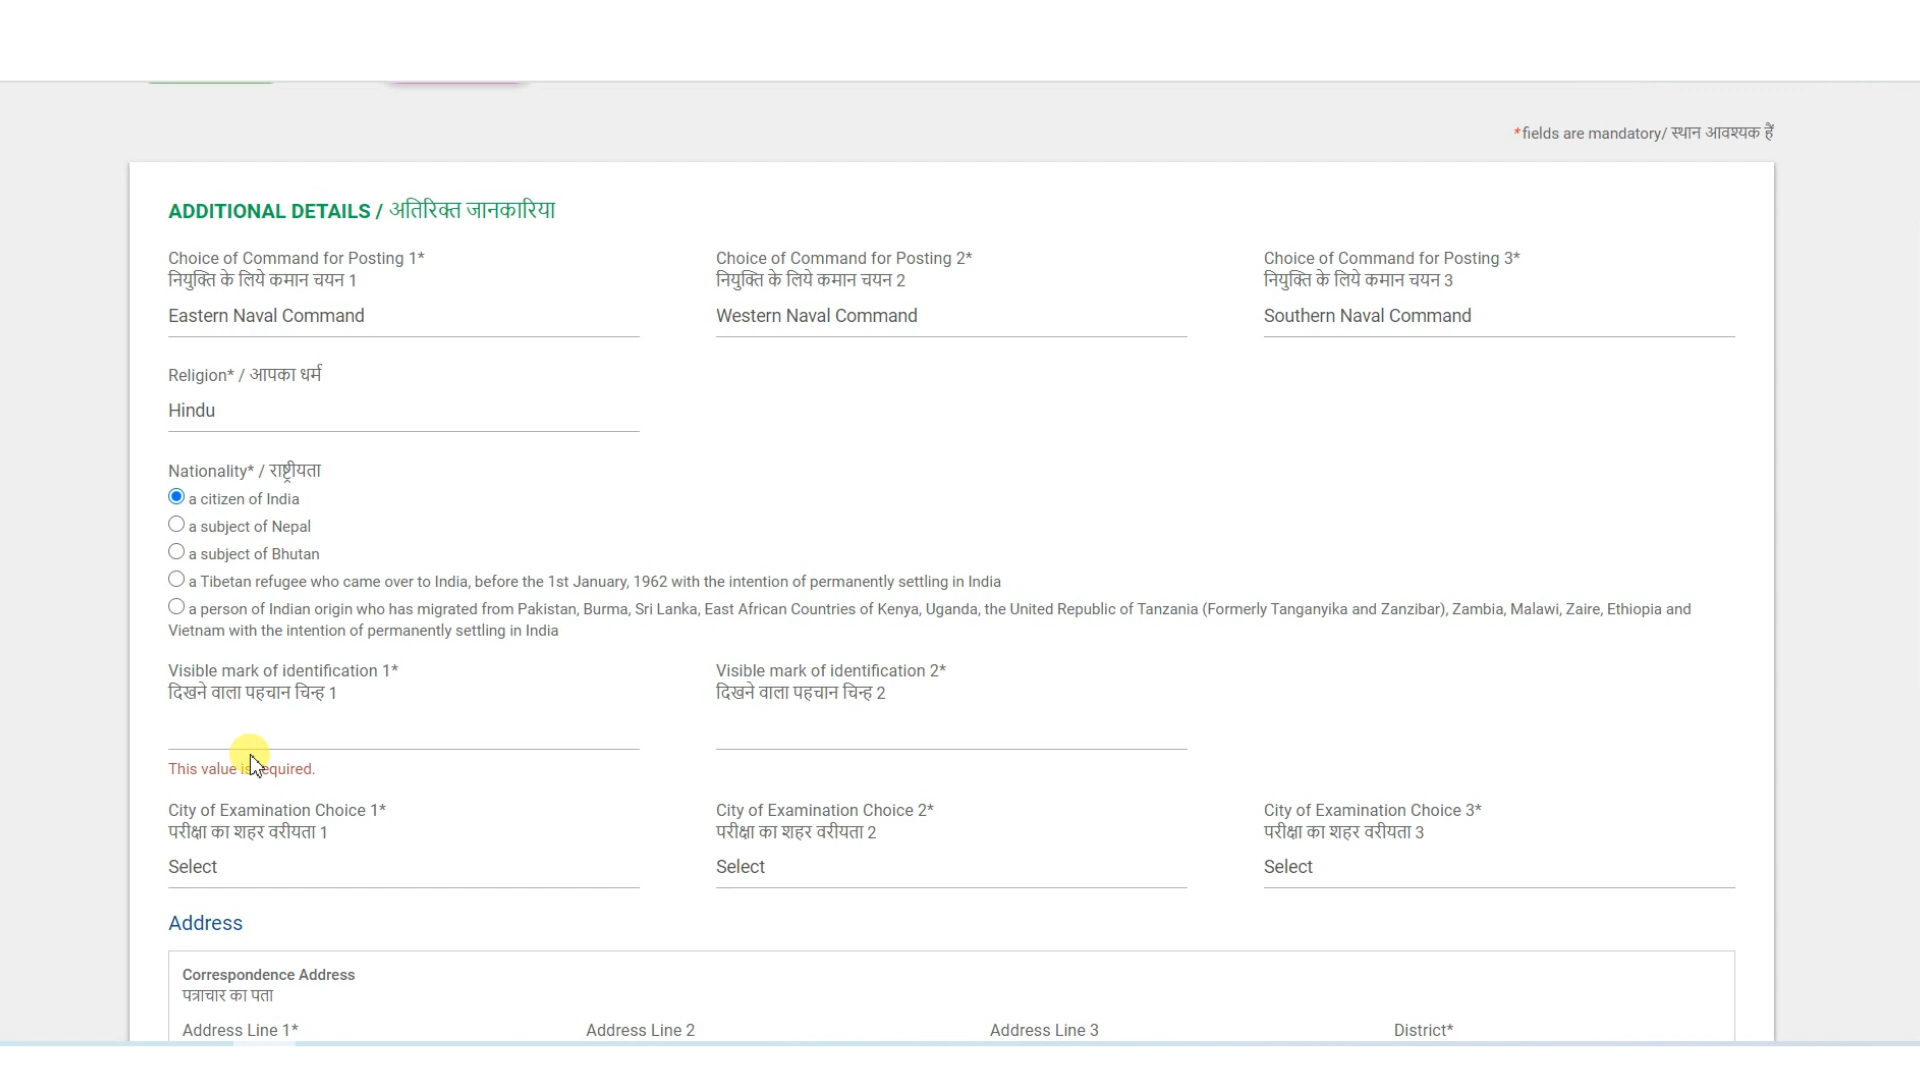 *fields are mandatory/ स्थान आवश्यक हैं
ADDITIONAL DETAILS / अतिरिक्त जानकारिया
Choice of Command for Posting 1*
नियुक्ति के लिये कमान चयन 1
Eastern Naval Command
Choice of Command for Posting 2*
नियुक्ति के लिये कमान चयन 2
Western Naval Command
Choice of Command for Posting 3*
नियुक्ति के लिये कमान चयन 3
Southern Naval Command
Religion* / आपका धर्म
Hindu
Nationality* / राष्ट्रीयता
a citizen of India
a subject of Nepal
a subject of Bhutan
a Tibetan refugee who came over to India, before the 1st January, 1962 with the intention of permanently settling in India
a person of Indian origin who has migrated from Pakistan, Burma, Sri Lanka, East African Countries of Kenya, Uganda, the United Republic of Tanzania (Formerly Tanganyika and Zanzibar), Zambia, Malawi, Zaire, Ethiopia and
Vietnam with the intention of permanently settling in India
Visible mark of identification 1*
दिखने वाला पहचान चिन्ह 1
This value is required.
Visible mark of identification 2*
दिखने वाला पहचान चिन्ह 2
City of Examination Choice 1*
परीक्षा का शहर वरीयता 1
Select
City of Examination Choice 2*
परीक्षा का शहर वरीयता 2
Select
City of Examination Choice 3*
परीक्षा का शहर वरीयता 3
Select
Address
Correspondence Address
पत्राचार का पता
Address Line 1*
Address Line 2
Address Line 3
District*